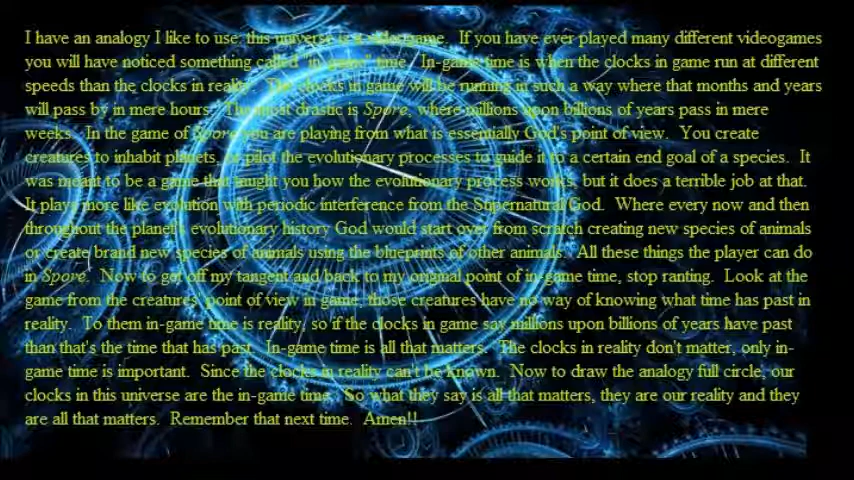 I have an analogy I like to use: this universe is a videogame.  If you have ever played many different videogames
you will have noticed something called "in-game" time.  In-game time is when the clocks in game run at different
speeds than the clocks in reality.  The clocks in game will be running in such a way where that months and years
will pass by in mere hours.  The most drastic is Spore, where millions upon billions of years pass in mere
weeks.  In the game of Spore you are playing from what is essentially God's point of view.  You create
creatures to inhabit planets, or pilot the evolutionary processes to guide it to a certain end goal of a species.  It
was meant to be a game that taught you how the evolutionary process works, but it does a terrible job at that.
It plays more like evolution with periodic interference from the Supernatural God.  Where every now and then
throughout the planet's evolutionary history God would start over from scratch creating new species of animals
or create brand new species of animals using the blueprints of other animals.  All these things the player can do
in Spore.  Now to get off my tangent and back to my original point of in-game time, stop ranting.  Look at the
game from the creatures' point of view in game, those creatures have no way of knowing what time has past in
reality.  To them in-game time is reality, so if the clocks in game say millions upon billions of years have past
than that's the time that has past.  In-game time is all that matters.  The clocks in reality don't matter, only in-
game time is important.  Since the clocks in reality can't be known.  Now to draw the analogy full circle, our
clocks in this universe are the in-game time.  So what they say is all that matters, they are our reality and they
are all that matters.  Remember that next time.  Amen!!